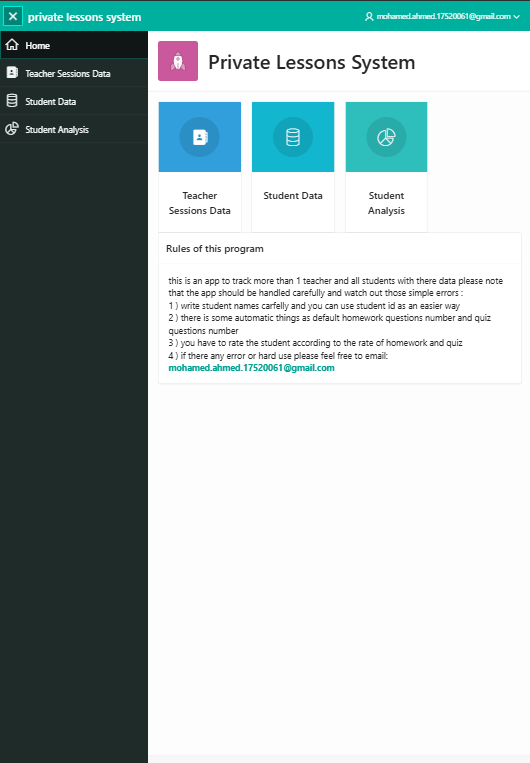 private lessons system
mohamed.ahmed.17520061@gmail.com
Home
Teacher Sessions Data
Student Data
Student Analysis
Private Lessons System
Teacher
Sessions Data
Student Data
Student
Analysis
Rules of this program
this is an app to track more than 1 teacher and all students with there data please note
that the app should be handled carefully and watch out those simple errors :
1 ) write student names carfelly and you can use student id as an easier way
2 ) there is some automatic things as default homework questions number and quiz
questions number
3 ) you have to rate the student according to the rate of homework and quiz
4 ) if there any error or hard use please feel free to email:
mohamed.ahmed.17520061@gmail.com